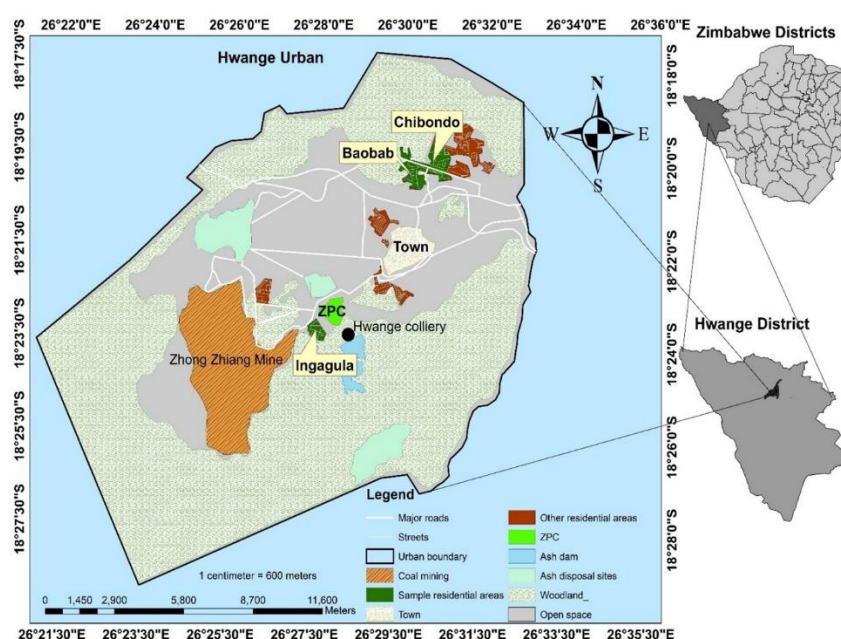 26°22'0"E 26°24'0"E 26°26'0"E 26°28'0"E 26°30'0"E 26°32'0"E 26°34'0"E 26°36'0"E
18°17'30"S
18°19'30"S
18°21'30"S
18°23'30"S
18°25'30"S
18°27'30"S
Hwange Urban
N
W
E
S
Chibondo
Baobab
Town
ZPC
Hwange colliery
Zhong Zhiang Mine
Ingagula
18°18'0"S
18°20'0"S
18°22'0"S
18°24'0"S
18°26'0"S
18°28'0"S
Zimbabwe Districts
Hwange District
Legend
Major roads
Streets
Urban boundary
Coal mining
Sample residential areas
Town
Other residential areas
ZPC
Ash dam
Ash disposal sites
Woodland_
Open space
1 centimeter = 600 meters
0 1,450 2,900 5,800 8,700 11,600
Meters
26°21'30"E 26°23'30"E 26°25'30"E 26°27'30"E 26°29'30"E 26°31'30"E 26°33'30"E 26°35'30"E